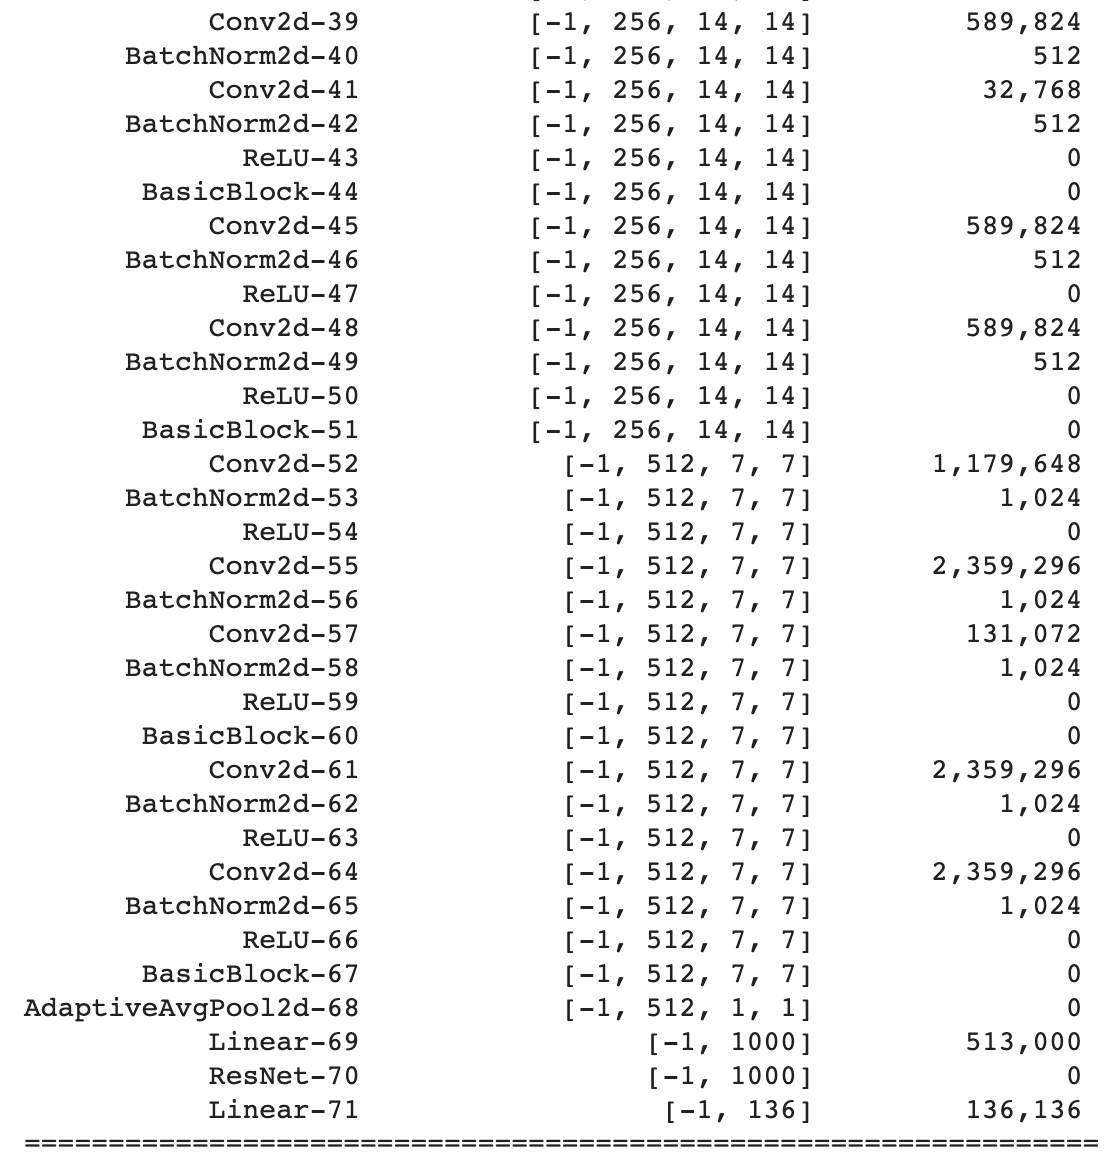 Conv2d-39 [-1, 256, 14, 14] 589,824
BatchNorm2d-40 [-1, 256, 14, 14] 512
Conv2d-41 [-1, 256, 14, 14] 32,768
BatchNorm2d-42 [-1, 256, 14, 14] 512
ReLU-43 [-1, 256, 14, 14] 0
BasicBlock-44 [-1, 256, 14, 14] 0
Conv2d-45 [-1, 256, 14, 14] 589,824
BatchNorm2d-46 [-1, 256, 14, 14] 512
ReLU-47 [-1, 256, 14, 14] 0
Conv2d-48 [-1, 256, 14, 14] 589,824
BatchNorm2d-49 [-1, 256, 14, 14] 512
ReLU-50 [-1, 256, 14, 14] 0
BasicBlock-51 [-1, 256, 14, 14] 0
Conv2d-52 [-1, 512, 7, 7] 1,179,648
BatchNorm2d-53 [-1, 512, 7, 7] 1,024
ReLU-54 [-1, 512, 7, 7] 0
Conv2d-55 [-1, 512, 7, 7] 2,359,296
BatchNorm2d-56 [-1, 512, 7, 7] 1,024
Conv2d-57 [-1, 512, 7, 7] 131,072
BatchNorm2d-58 [-1, 512, 7, 7] 1,024
ReLU-59 [-1, 512, 7, 7] 0
BasicBlock-60 [-1, 512, 7, 7] 0
Conv2d-61 [-1, 512, 7, 7] 2,359,296
BatchNorm2d-62 [-1, 512, 7, 7] 1,024
ReLU-63 [-1, 512, 7, 7] 0
Conv2d-64 [-1, 512, 7, 7] 2,359,296
BatchNorm2d-65 [-1, 512, 7, 7] 1,024
ReLU-66 [-1, 512, 7, 7] 0
BasicBlock-67 [-1, 512, 7, 7] 0
AdaptiveAvgPool2d-68 [-1, 512, 1, 1] 0
Linear-69 [-1, 1000] 513,000
ResNet-70 [-1, 1000] 0
Linear-71 [-1, 136] 136,136
================================================================